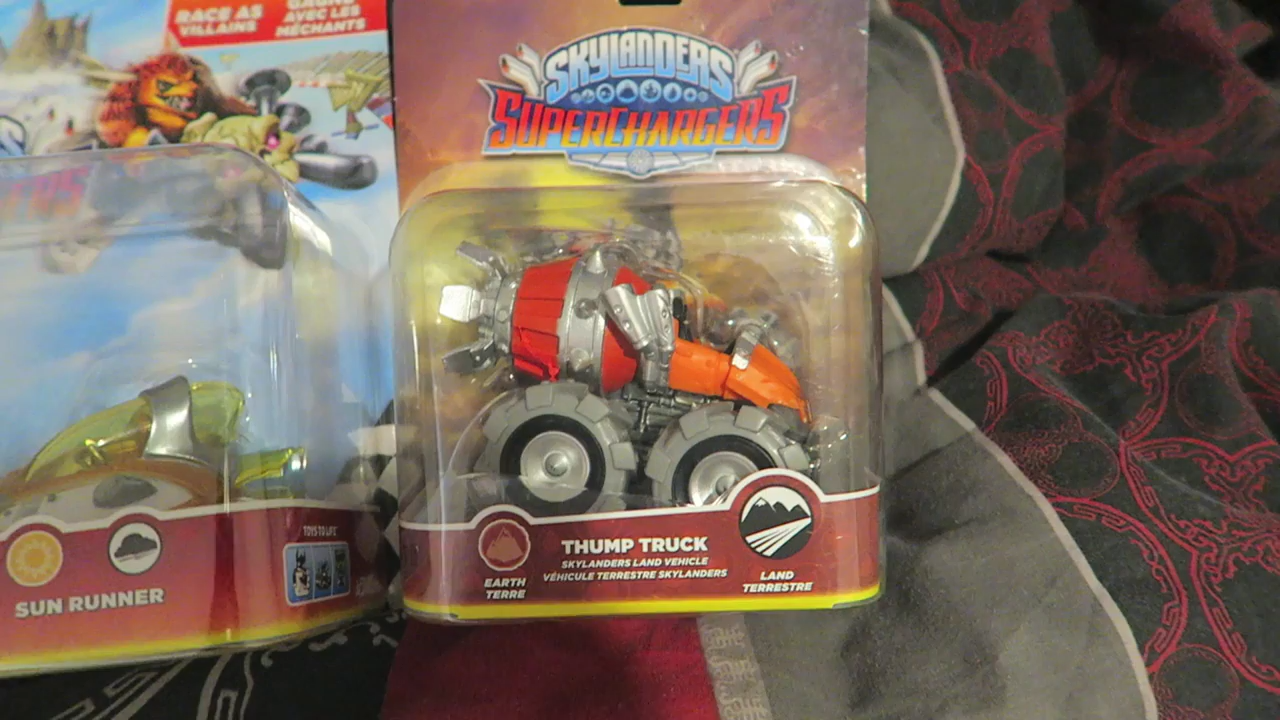 RACE AS
VILLAINS
GAGNE
AVEC LES
MÉCHANTS
SUN RUNNER
TOYS TO LIFE
SKYLANDERS
SUPERCHARGERS
THUMP TRUCK
SKYLANDERS LAND VEHICLE
VÉHICULE TERRESTRE SKYLANDERS
EARTH
TERRE
LAND
TERRESTRE